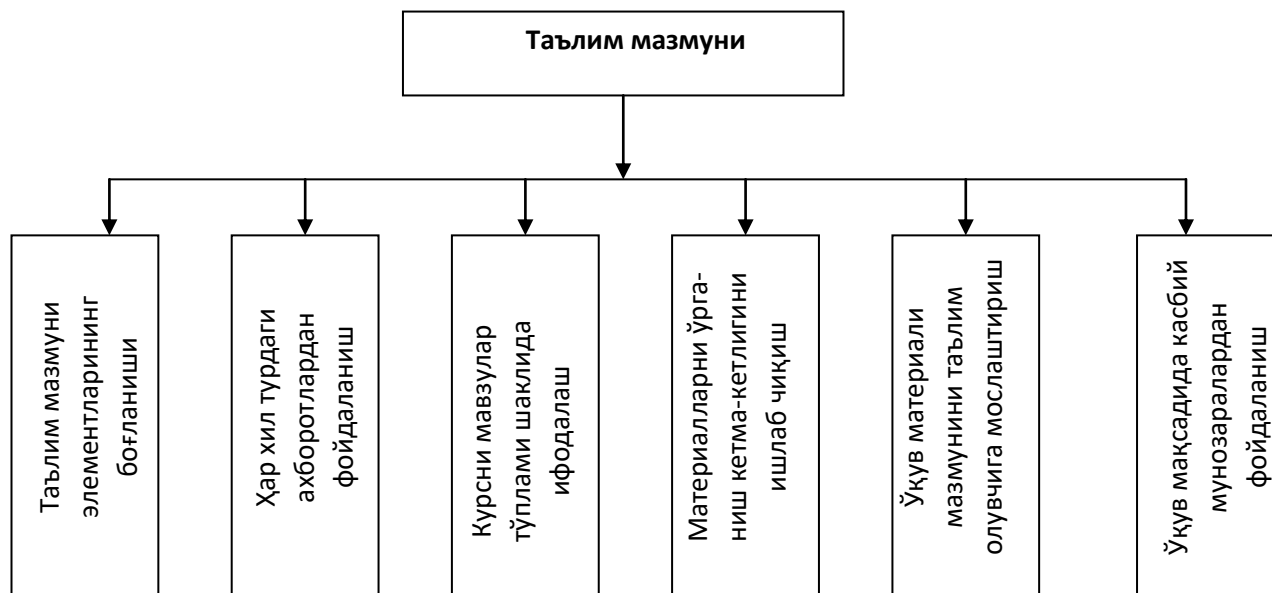 Таълим мазмуни
Таълим мазмуни
элементларининг
боғланиши
Ҳар хил турдаги
ахборотлардан
фойдаланиш
Курсни мавзулар
тўплами шаклида
ифодалаш
Материалларни ўрга-
ниш кетма-кетлигини
ишлаб чиқиш
Ўқув материали
мазмунини таълим
олувчига мослаштириш
Ўқув мақсадида касбий
мунозаралардан
фойдаланиш